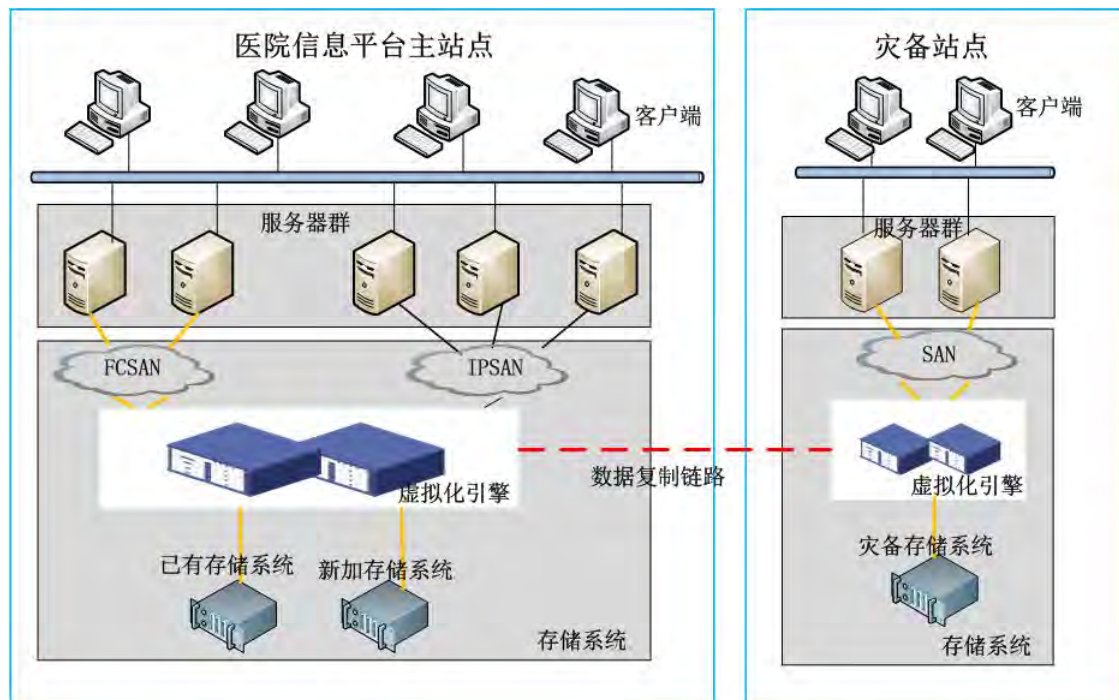 医院信息平台主站点
灾备站点
客户端
客户端
服务器群
服务器群
FCSAN
IPSAN
SAN
虚拟化引擎
数据复制链路
虚拟化引擎
已有存储系统
新加存储系统
灾备存储系统
存储系统
存储系统